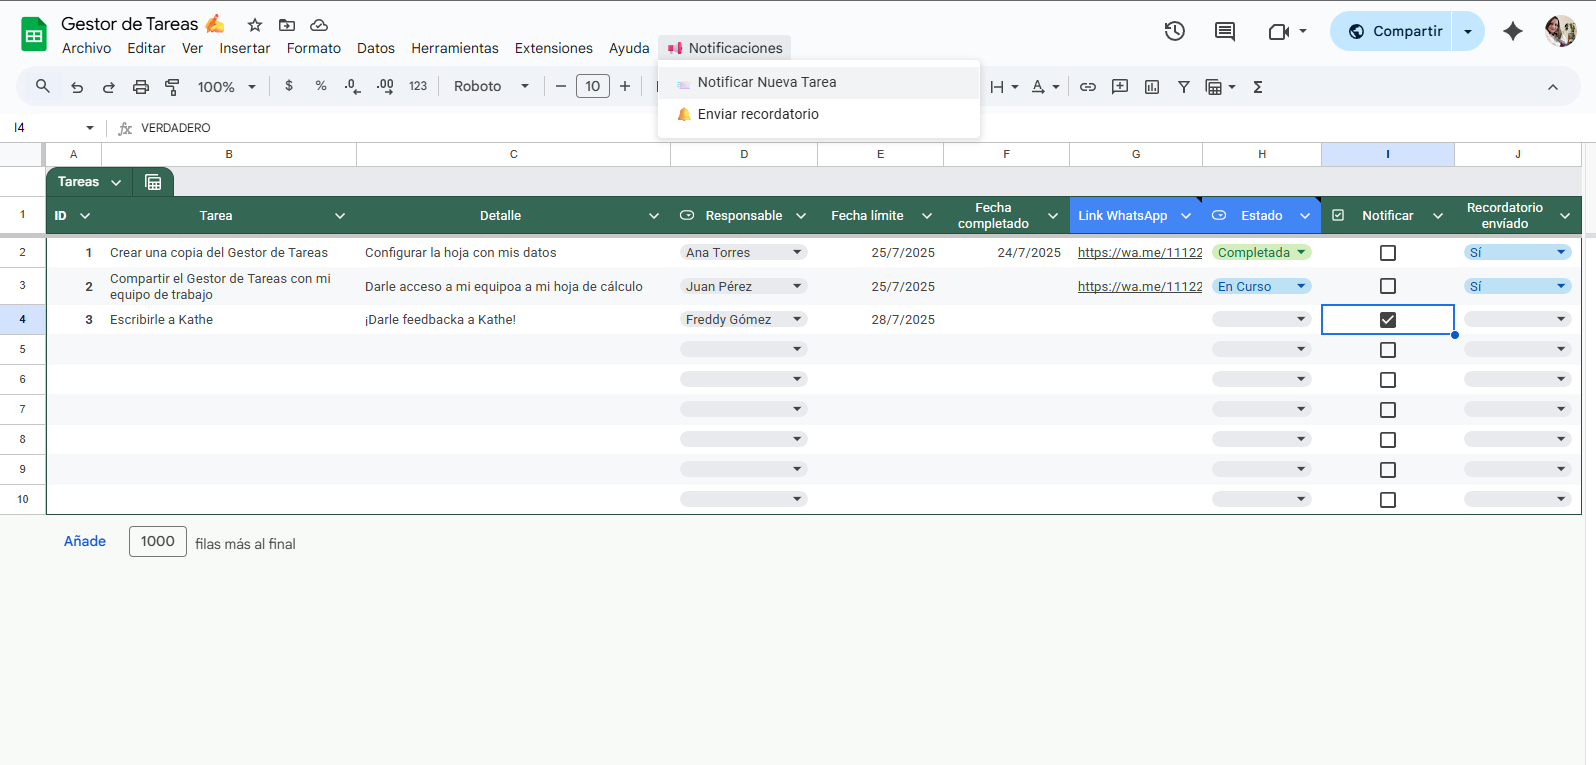 Gestor de Tareas ✍️
Archivo Editar Ver Insertar Formato Datos Herramientas Extensiones Ayuda 📢 Notificaciones
Compartir
100% $ % .0 .00 123 Roboto 10
Notificar Nueva Tarea
Enviar recordatorio
I4 fx VERDADERO
A B C D E F G H I J
Tareas
1 ID Tarea Detalle Responsable Fecha límite Fecha completado Link WhatsApp Estado Notificar Recordatorio envíado
2 1 Crear una copia del Gestor de Tareas Configurar la hoja con mis datos Ana Torres 25/7/2025 24/7/2025 https://wa.me/11122 Completada Sí
3 2 Compartir el Gestor de Tareas con mi equipo de trabajo Darle acceso a mi equipoa a mi hoja de cálculo Juan Pérez 25/7/2025 https://wa.me/11122 En Curso Sí
4 3 Escribirle a Kathe ¡Darle feedbacka a Kathe! Freddy Gómez 28/7/2025
5
6
7
8
9
10
Añade 1000 filas más al final